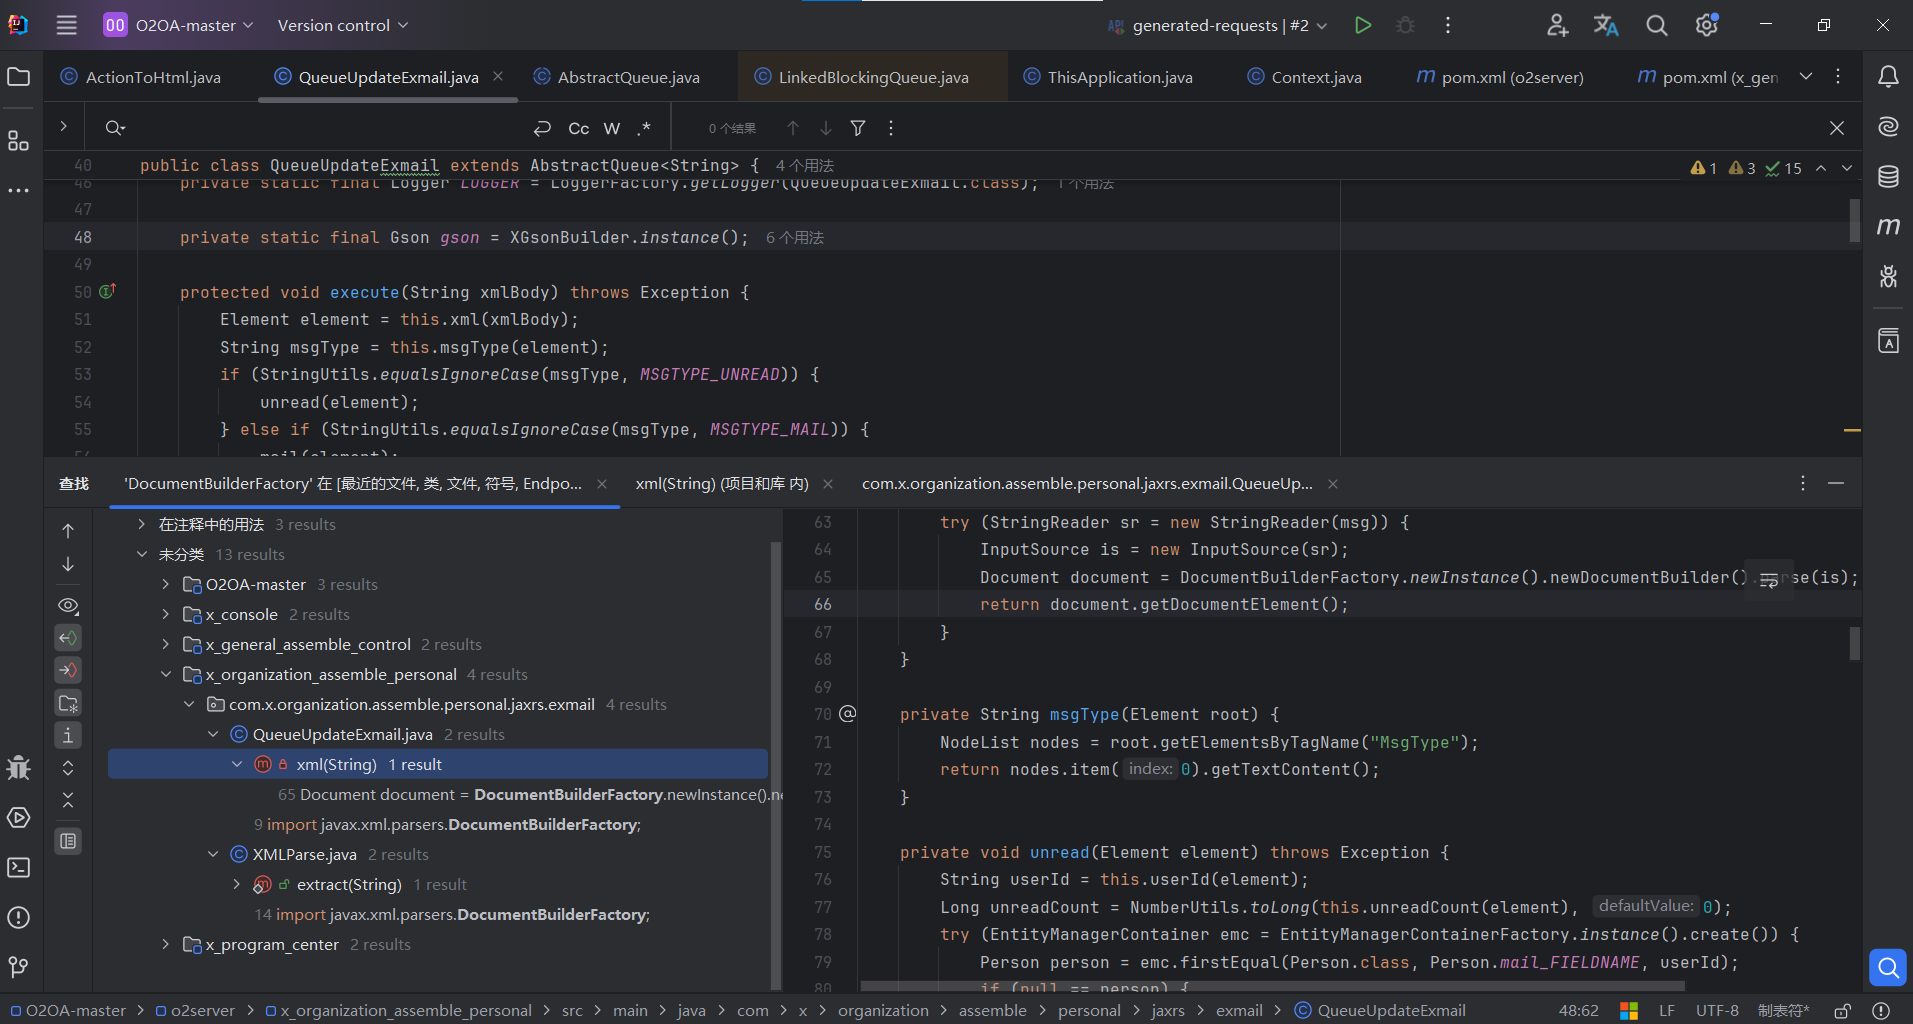 O2OA-master
Version control
generated-requests | #2
ActionToHtml.java
QueueUpdateExmail.java
AbstractQueue.java
LinkedBlockingQueue.java
ThisApplication.java
Context.java
pom.xml (o2server)
pom.xml (x_gen
Cc W .*
0 个结果
40 public class QueueUpdateExmail extends AbstractQueue<String> { 4 个用法
1 3 15
46 private static final Logger LOGGER = LoggerFactory.getLogger(QueueUpdateExmail.class); 1 个用法
47
48 private static final Gson gson = XGsonBuilder.instance(); 6 个用法
49
50 protected void execute(String xmlBody) throws Exception {
51 Element element = this.xml(xmlBody);
52 String msgType = this.msgType(element);
53 if (StringUtils.equalsIgnoreCase(msgType, MSGTYPE_UNREAD)) {
54 unread(element);
55 } else if (StringUtils.equalsIgnoreCase(msgType, MSGTYPE_MAIL)) {
mail(element);
查找
'DocumentBuilderFactory' 在 [最近的文件, 类, 文件, 符号, Endpo...
xml(String) (项目和库 内)
com.x.organization.assemble.personal.jaxrs.exmail.QueueUp...
在注释中的用法 3 results
未分类 13 results
O2OA-master 3 results
x_console 2 results
x_general_assemble_control 2 results
x_organization_assemble_personal 4 results
com.x.organization.assemble.personal.jaxrs.exmail 4 results
QueueUpdateExmail.java 2 results
xml(String) 1 result
65 Document document = DocumentBuilderFactory.newInstance().ne
9 import javax.xml.parsers.DocumentBuilderFactory;
XMLParse.java 2 results
extract(String) 1 result
14 import javax.xml.parsers.DocumentBuilderFactory;
x_program_center 2 results
63 try (StringReader sr = new StringReader(msg)) {
64 InputSource is = new InputSource(sr);
65 Document document = DocumentBuilderFactory.newInstance().newDocumentBuilder().parse(is);
66 return document.getDocumentElement();
67 }
68 }
69
70 private String msgType(Element root) {
71 NodeList nodes = root.getElementsByTagName("MsgType");
72 return nodes.item( index: 0).getTextContent();
73 }
74
75 private void unread(Element element) throws Exception {
76 String userId = this.userId(element);
77 Long unreadCount = NumberUtils.toLong(this.unreadCount(element), defaultValue: 0);
78 try (EntityManagerContainer emc = EntityManagerContainerFactory.instance().create()) {
79 Person person = emc.firstEqual(Person.class, Person.mail_FIELDNAME, userId);
80 if (null == person) {
O2OA-master > o2server > x_organization_assemble_personal > src > main > java > com > x > organization > assemble > personal > jaxrs > exmail > QueueUpdateExmail
48:62 LF UTF-8 制表符*